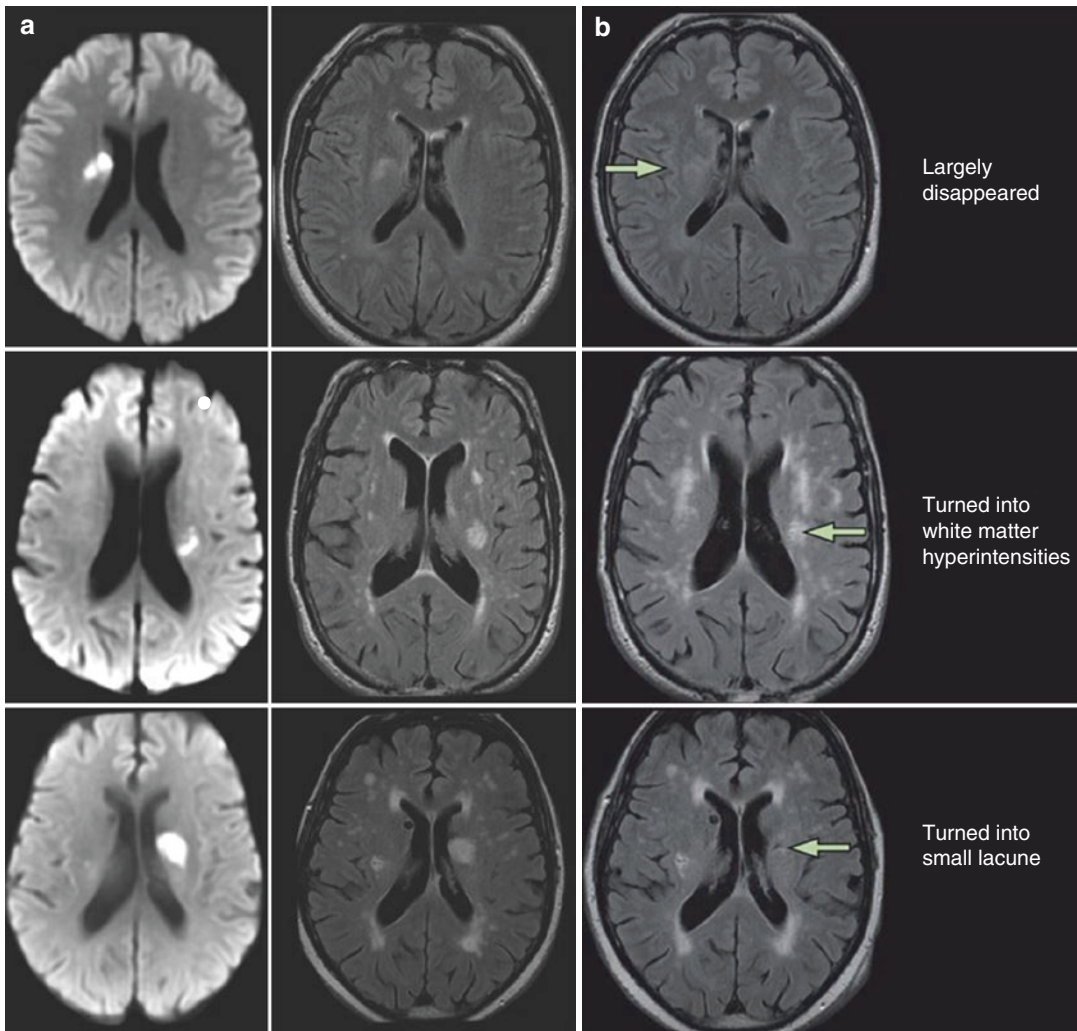 a
b
Largely
disappeared
Turned into
white matter
hyperintensities
Turned into
small lacune